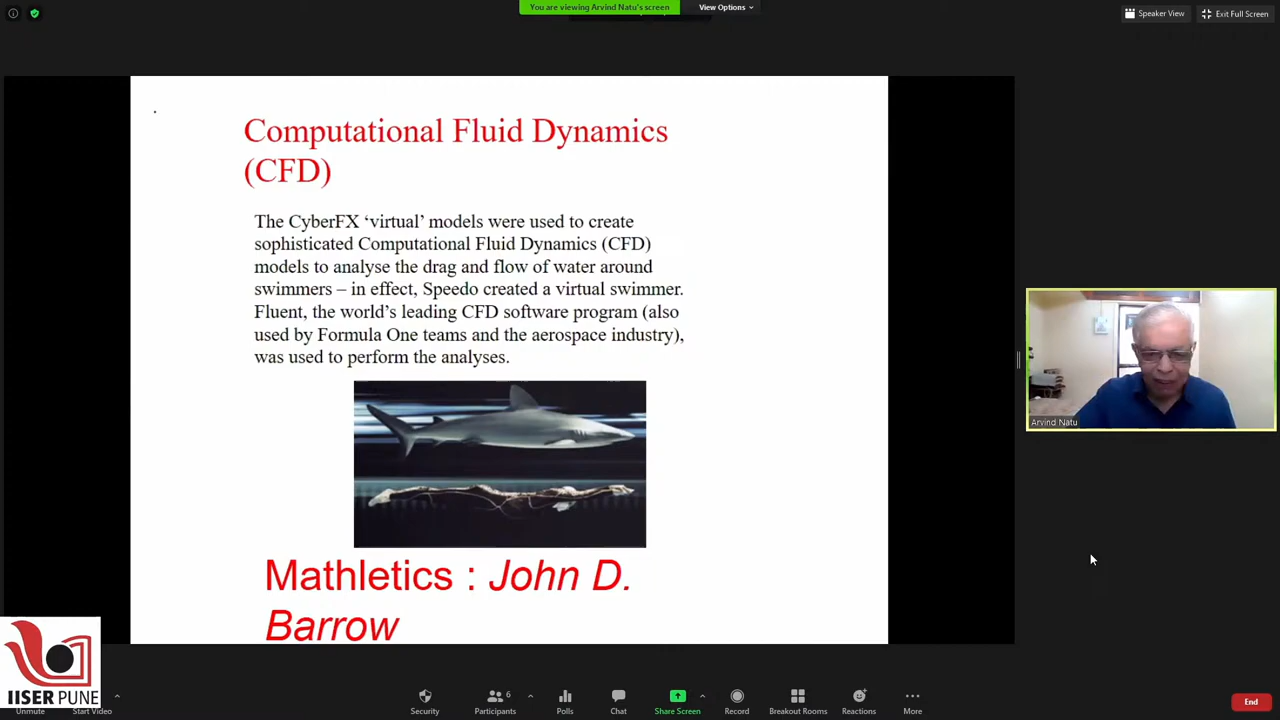 You are viewing Arvind Natu's screen
View Options
Speaker View
Exit Full Screen
Computational Fluid Dynamics
(CFD)
The CyberFX ‘virtual’ models were used to create
sophisticated Computational Fluid Dynamics (CFD)
models to analyse the drag and flow of water around
swimmers – in effect, Speedo created a virtual swimmer.
Fluent, the world’s leading CFD software program (also
used by Formula One teams and the aerospace industry),
was used to perform the analyses.
Mathletics : John D.
Barrow
Arvind Natu
IISER PUNE
Unmute
Start Video
Security
Participants
6
Polls
Chat
Share Screen
Record
Breakout Rooms
Reactions
More
End